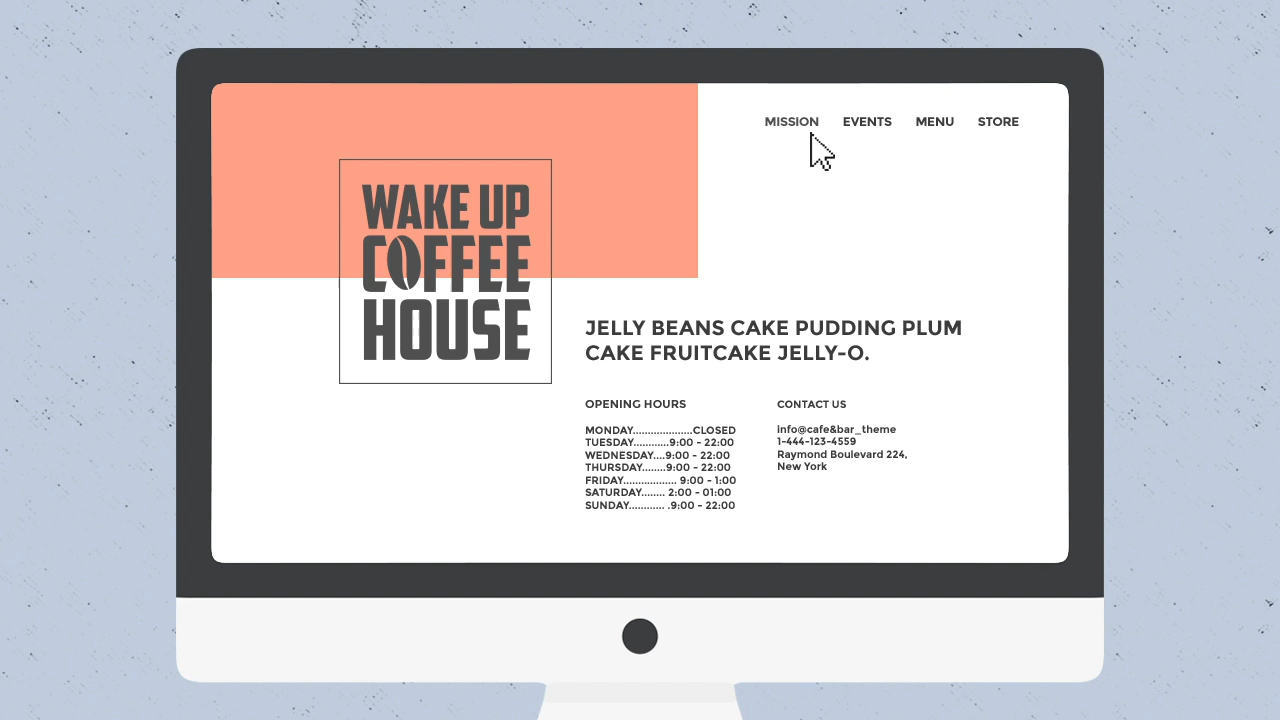 MISSION EVENTS MENU STORE
WAKE UP
COFFEE
HOUSE
JELLY BEANS CAKE PUDDING PLUM
CAKE FRUITCAKE JELLY-O.
OPENING HOURS
MONDAY....................CLOSED
TUESDAY............9:00 - 22:00
WEDNESDAY....9:00 - 22:00
THURSDAY........9:00 - 22:00
FRIDAY.................. 9:00 - 1:00
SATURDAY........ 2:00 - 01:00
SUNDAY............ .9:00 - 22:00
CONTACT US
info@cafe&bar_theme
1-444-123-4559
Raymond Boulevard 224,
New York